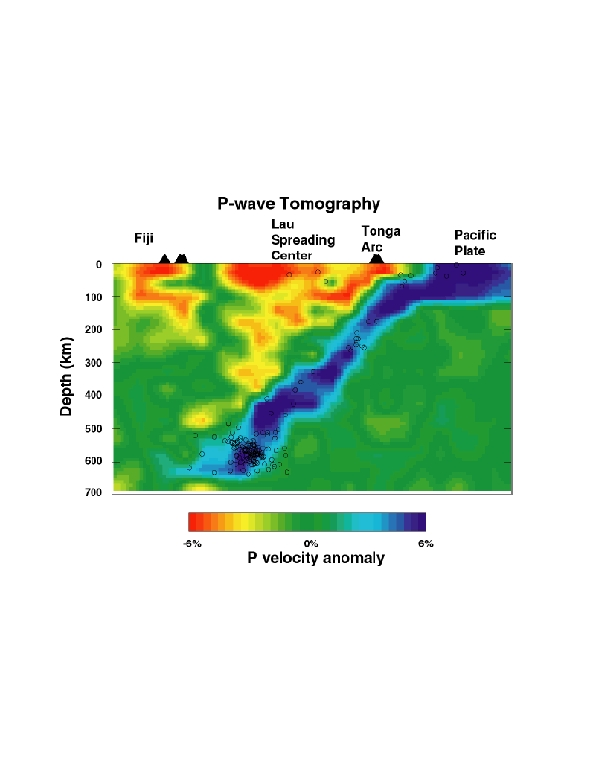 P-wave Tomography
Fiji
Lau
Spreading
Center
Tonga
Arc
Pacific
Plate
0
100
200
300
400
500
600
700
Depth (km)
-5%
0%
6%
P velocity anomaly